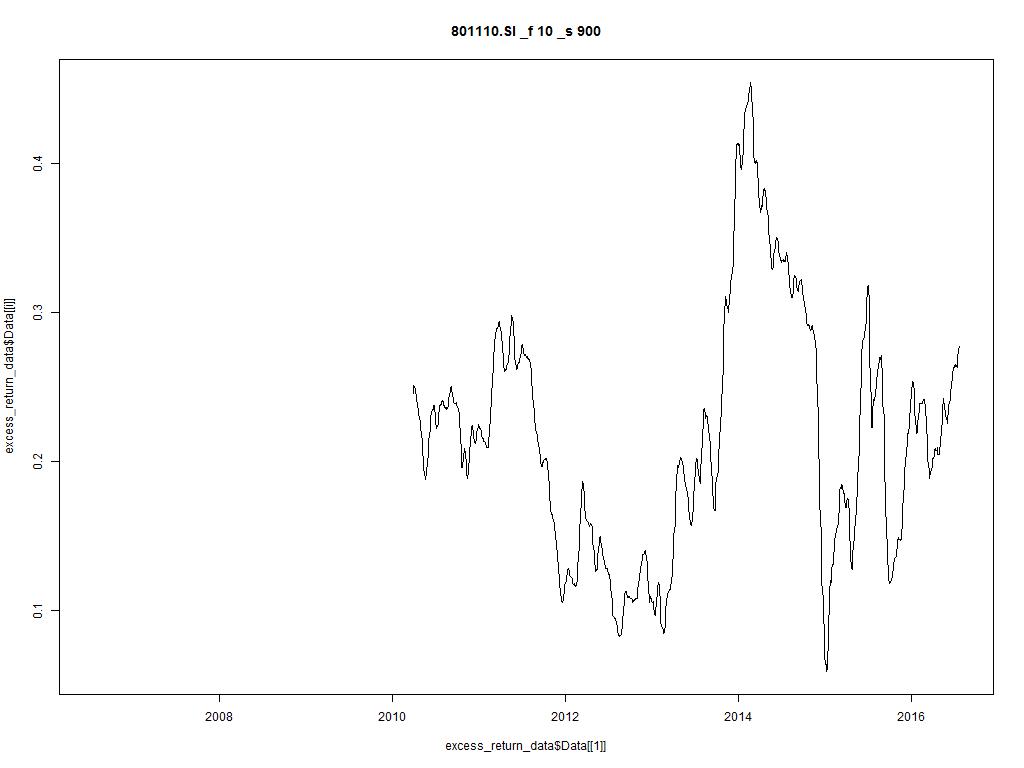 801110.SI _f 10 _s 900
excess_return_data$Data[[i]]
0.4
0.3
0.2
0.1
2008 2010 2012 2014 2016
excess_return_data$Data[[1]]